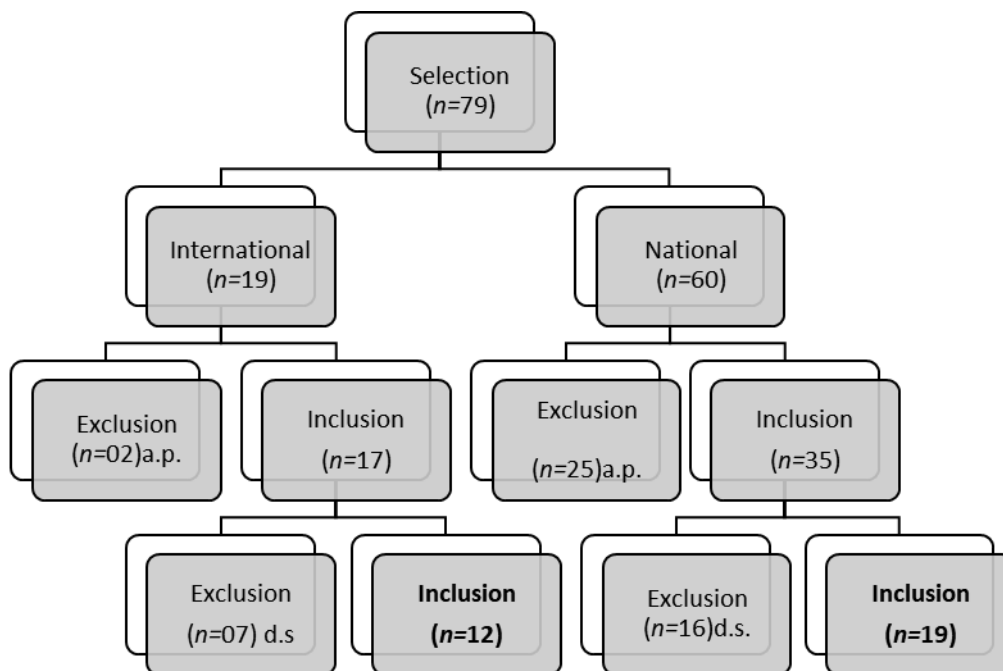 Selection
(n=79)
International
(n=19)
National
(n=60)
Exclusion
(n=02)a.p.
Inclusion
(n=17)
Exclusion
(n=25)a.p.
Inclusion
(n=35)
Exclusion
(n=07) d.s
Inclusion
(n=12)
Exclusion
(n=16)d.s.
Inclusion
(n=19)